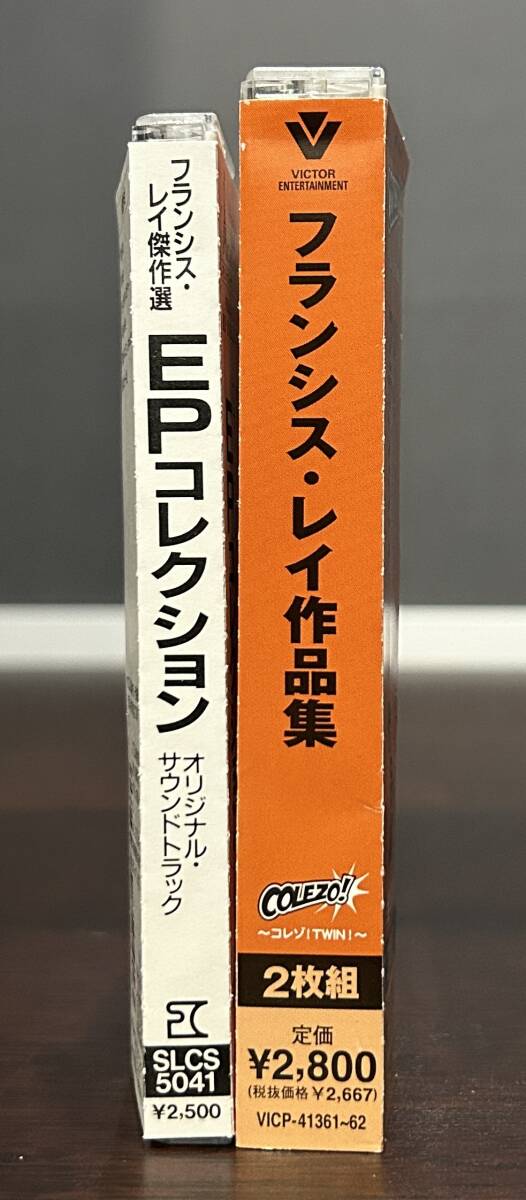 フランシス・
レイ傑作選
EPコレクション
オリジナル・
サウンドトラック
SLCS
5041
¥2,500
VICTOR
ENTERTAINMENT
フランシス・レイ作品集
COLEZO!
～コレゾ!TWIN!～
2枚組
定価
¥2,800
(税抜価格 ¥2,667)
VICP-41361~62